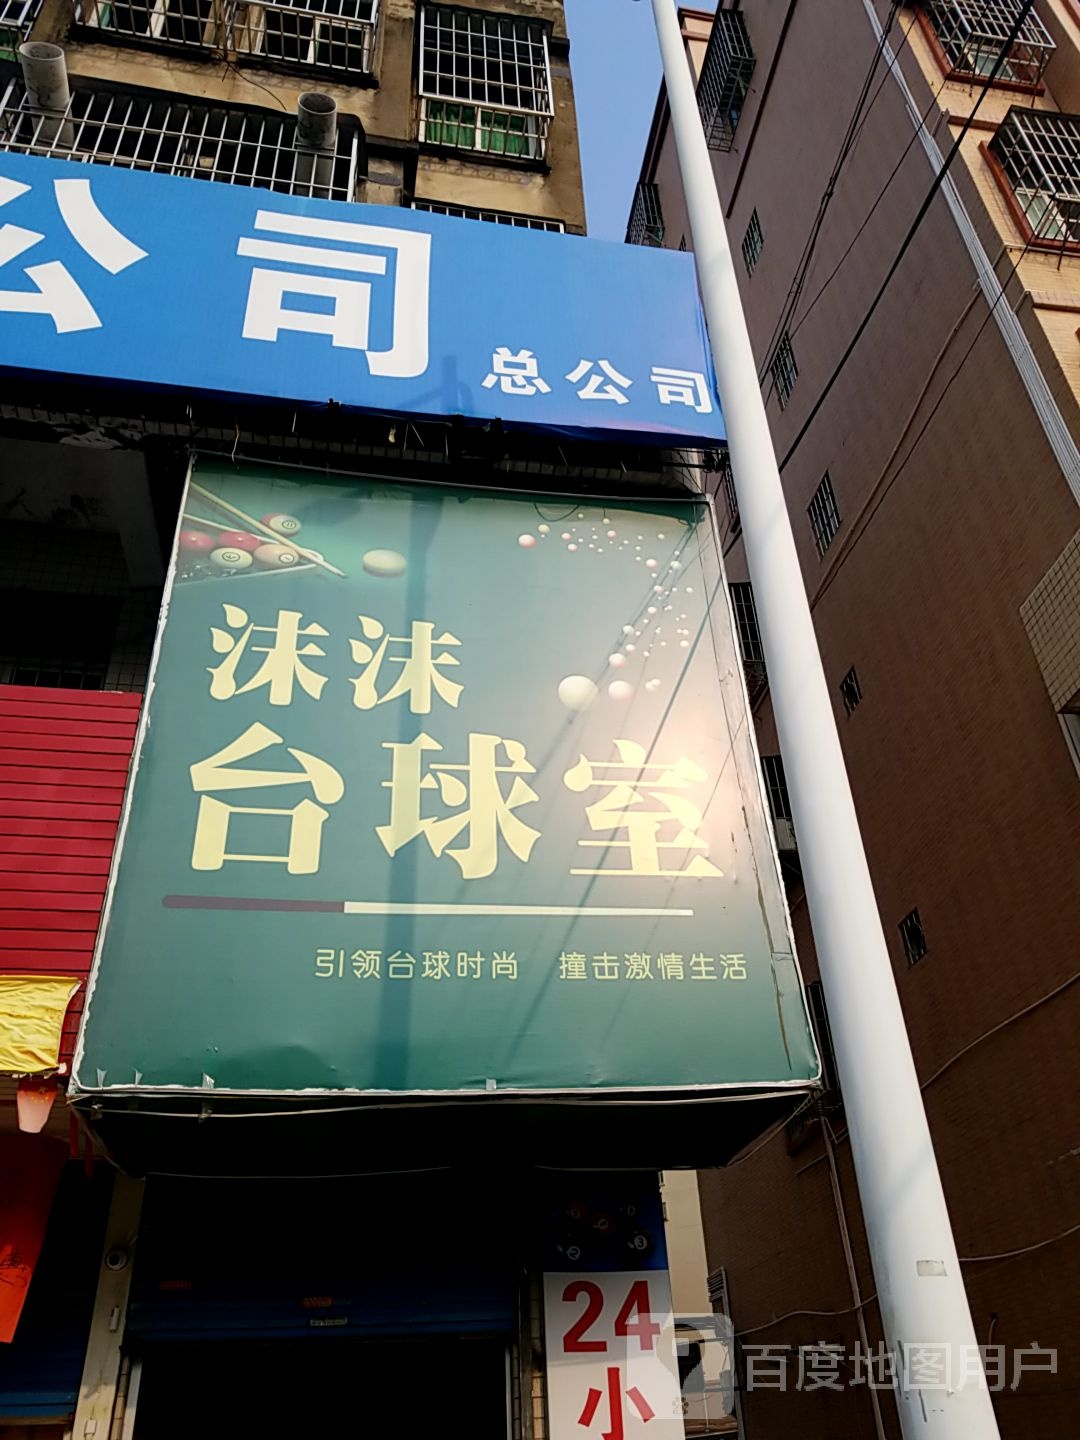 公司
总公司
沫沫
台球室
引领台球时尚 撞击激情生活
24
小
百度地图用户